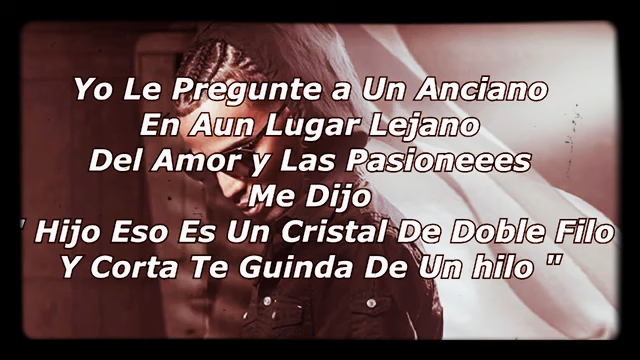 Yo Le Pregunte a Un Anciano
En Aun Lugar Lejano
Del Amor y Las Pasioneees
Me Dijo
" Hijo Eso Es Un Cristal De Doble Filo
Y Corta Te Guinda De Un hilo "